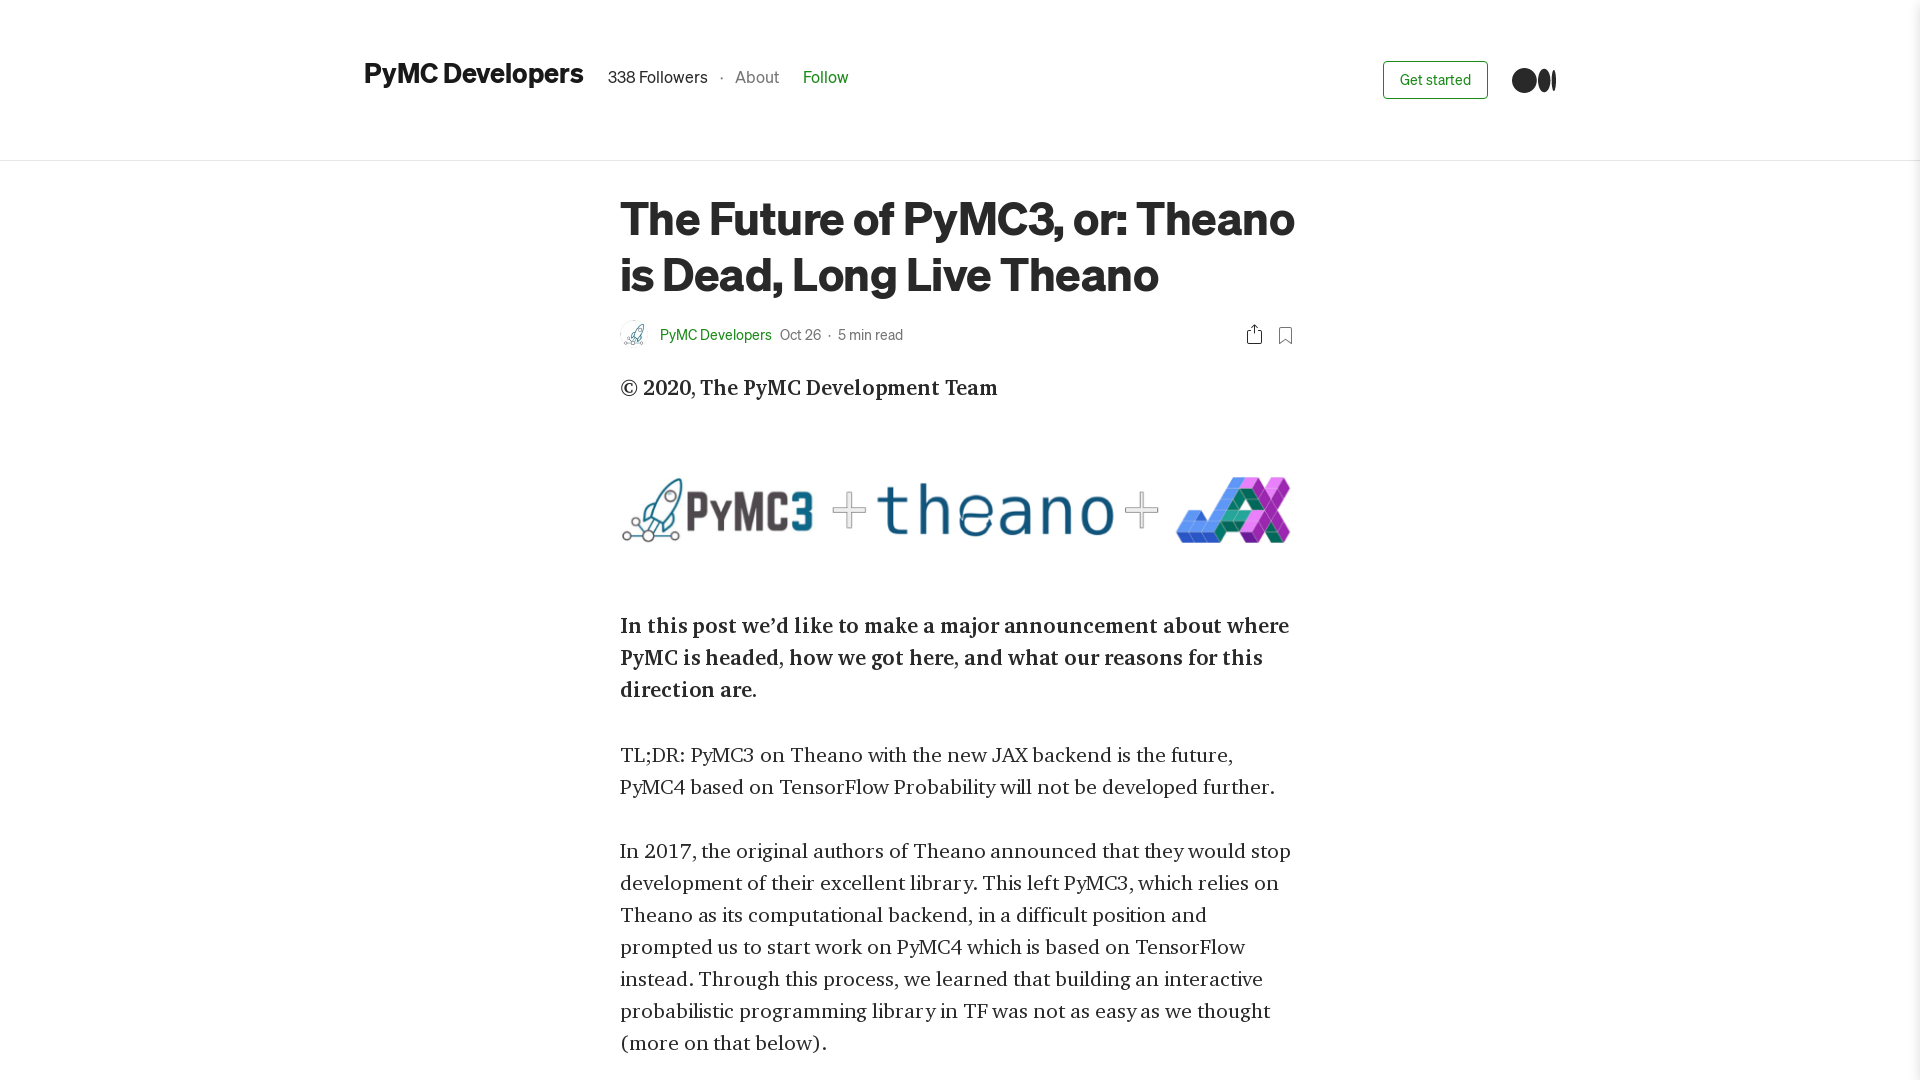 PyMC Developers 338 Followers · About Follow Get started
The Future of PyMC3, or: Theano
is Dead, Long Live Theano
PyMC Developers Oct 26 · 5 min read
© 2020, The PyMC Development Team
PyMC3 + theano + JAX
In this post we’d like to make a major announcement about where
PyMC is headed, how we got here, and what our reasons for this
direction are.
TL;DR: PyMC3 on Theano with the new JAX backend is the future,
PyMC4 based on TensorFlow Probability will not be developed further.
In 2017, the original authors of Theano announced that they would stop
development of their excellent library. This left PyMC3, which relies on
Theano as its computational backend, in a difficult position and
prompted us to start work on PyMC4 which is based on TensorFlow
instead. Through this process, we learned that building an interactive
probabilistic programming library in TF was not as easy as we thought
(more on that below).